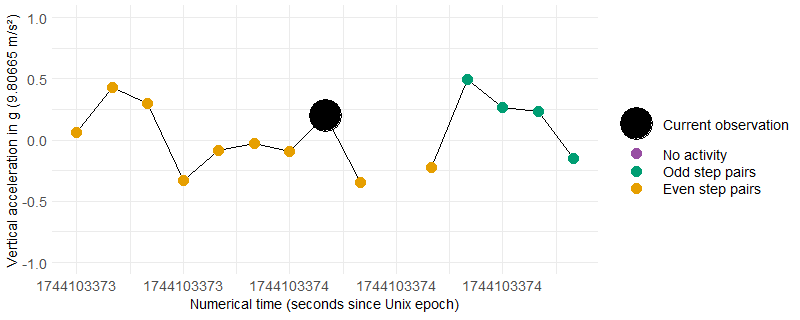 Vertical acceleration in g (9.80665 m/s²)
1.0
0.5
0.0
-0.5
-1.0
1744103373 1744103373 1744103374 1744103374 1744103374
Numerical time (seconds since Unix epoch)
Current observation
No activity
Odd step pairs
Even step pairs